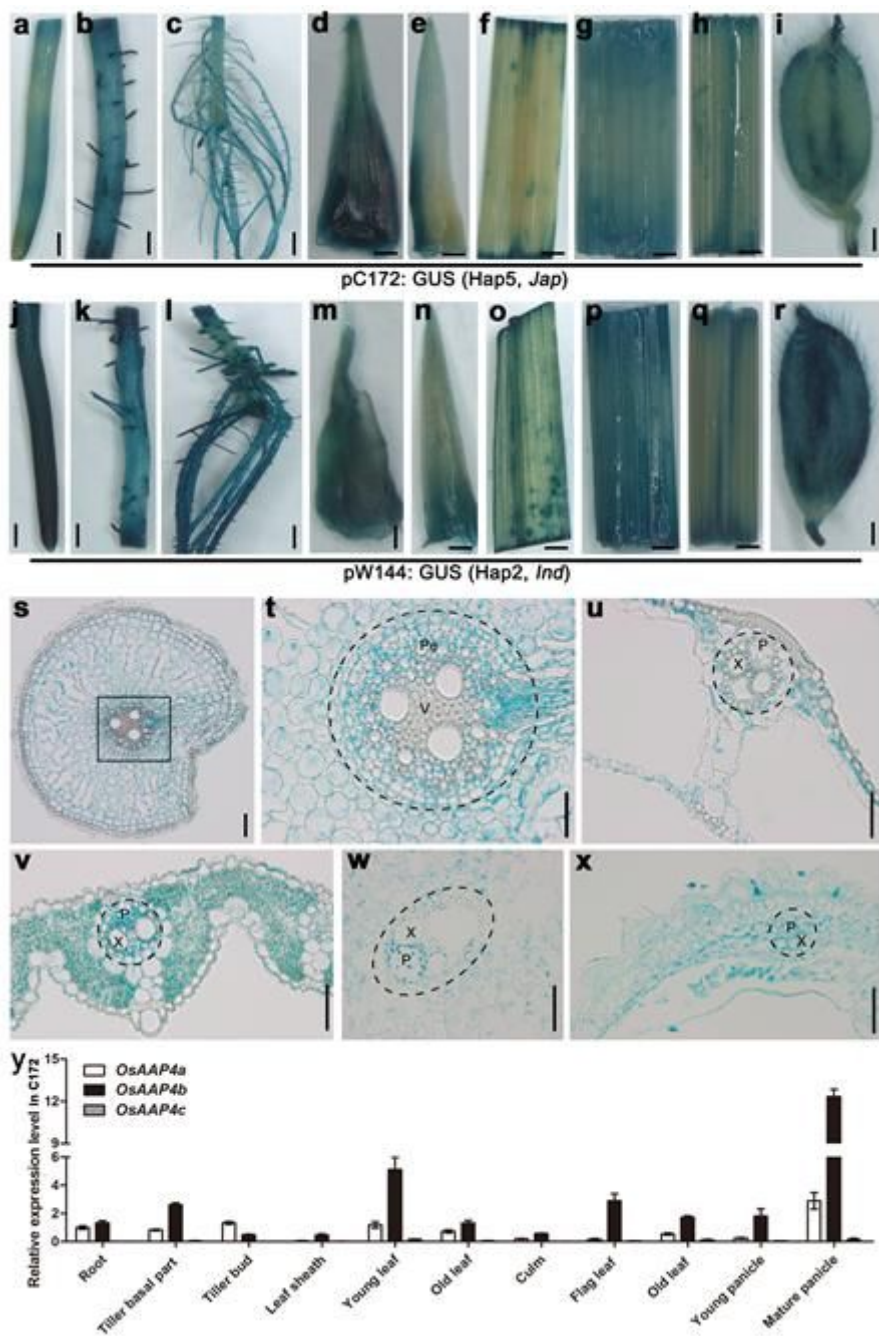 a b c d e f g h i
pC172: GUS (Hap5, Jap)
j k l m n o p q r
pW144: GUS (Hap2, Ind)
s t u
Pe
V
P
X
v w x
P
X
X
P
P
X
y
Relative expression level in C172
15
12
9
6
4
2
0
OsAAP4a
OsAAP4b
OsAAP4c
Root
Tiller basal part
Tiller bud
Leaf sheath
Young leaf
Old leaf
Culm
Flag leaf
Old leaf
Young panicle
Mature panicle